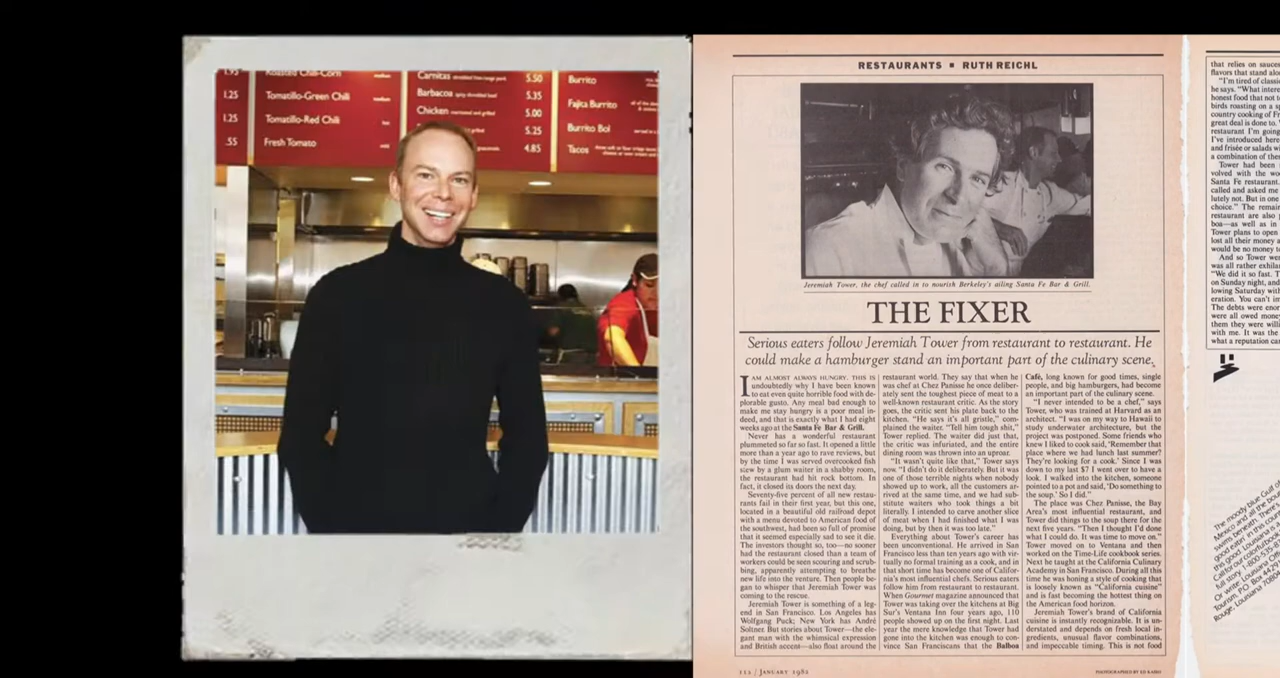 Roasted Chili-Corn
1.25
Tomatillo-Green Chili
1.25
Tomatillo-Red Chili
.55
Fresh Tomato
Carnitas
5.50
Barbacoa
5.35
Chicken
5.00
5.25
4.85
Burrito
Fajita Burrito
Burrito Bol
Tacos
RESTAURANTS ■ RUTH REICHL
Jeremiah Tower, the chef called in to nourish Berkeley's ailing Santa Fe Bar & Grill.
THE FIXER
Serious eaters follow Jeremiah Tower from restaurant to restaurant. He
could make a hamburger stand an important part of the culinary scene.
I AM ALMOST ALWAYS HUNGRY. THIS IS
undoubtedly why I have been known
to eat even quite horrible food with de-
plorable gusto. Any meal bad enough to
make me stay hungry is a poor meal in-
deed, and that is exactly what I had eight
weeks ago at the Santa Fe Bar & Grill.
Never has a wonderful restaurant
plummeted so far so fast. It opened a little
more than a year ago to rave reviews, but
by the time I was served overcooked fish
stew by a glum waiter in a shabby room,
the restaurant had hit rock bottom. In
fact, it closed its doors the next day.
Seventy-five percent of all new restau-
rants fail in their first year, but this one,
located in a beautiful old railroad depot
with a menu devoted to American food of
the southwest, had been so full of promise
that it seemed especially sad to see it die.
The investors thought so, too—no sooner
had the restaurant closed than a team of
workers could be seen scouring and scrub-
bing, apparently attempting to breathe
new life into the venture. Then people be-
gan to whisper that Jeremiah Tower was
coming to the rescue.
Jeremiah Tower is something of a leg-
end in San Francisco. Los Angeles has
Wolfgang Puck; New York has André
Soltner. But stories about Tower—the ele-
gant man with the whimsical expression
and British accent—also float around the
restaurant world. They say that when he
was chef at Chez Panisse he once deliber-
ately sent the toughest piece of meat to a
well-known restaurant critic. As the story
goes, the critic sent his plate back to the
kitchen. "He says it's all gristle," com-
plained the waiter. "Tell him tough shit,"
Tower replied. The waiter did just that,
the critic was infuriated, and the entire
dining room was thrown into an uproar.
"It wasn't quite like that," Tower says
now. "I didn't do it deliberately. But it was
one of those terrible nights when nobody
showed up to work, all the customers ar-
rived at the same time, and we had sub-
stitute waiters who took things a bit
literally. I intended to carve another slice
of meat when I had finished what I was
doing, but by then it was too late."
Everything about Tower's career has
been unconventional. He arrived in San
Francisco less than ten years ago with vir-
tually no formal training as a cook, and in
that short time has become one of Califor-
nia's most influential chefs. Serious eaters
follow him from restaurant to restaurant.
When Gourmet magazine announced that
Tower was taking over the kitchens at Big
Sur's Ventana Inn four years ago, 110
people showed up on the first night. Last
year the mere knowledge that Tower had
gone into the kitchen was enough to con-
vince San Franciscans that the Balboa
Café, long known for good times, single
people, and big hamburgers, had become
an important part of the culinary scene.
"I never intended to be a chef," says
Tower, who was trained at Harvard as an
architect. "I was on my way to Hawaii to
study underwater architecture, but the
project was postponed. Some friends who
knew I liked to cook said, 'Remember that
place where we had lunch last summer?
They're looking for a cook.' Since I was
down to my last $7 I went over to have a
look. I walked into the kitchen, someone
pointed to a pot and said, 'Do something to
the soup.' So I did."
The place was Chez Panisse, the Bay
Area's most influential restaurant, and
Tower did things to the soup there for the
next five years. "Then I thought I'd done
what I could do. It was time to move on."
Tower moved on to Ventana and then
worked on the Time-Life cookbook series.
Next he taught at the California Culinary
Academy in San Francisco. During all this
time he was honing a style of cooking that
is loosely known as "California cuisine"
and is fast becoming the hottest thing on
the American food horizon.
Jeremiah Tower's brand of California
cuisine is instantly recognizable. It is un-
derstated and depends on fresh local in-
gredients, unusual flavor combinations,
and impeccable timing. This is not food
112 / JANUARY 1982
that relies on sauces
flavors that stand alo
"I'm tired of classic
he says. "What intere
honest food that not t
birds roasting on a sp
country cooking of Fr
great deal is done to.
restaurant I'm going
I've introduced here
and frisée or salads wi
a combination of thes
Tower had been
volved with the wo
Santa Fe restaurant.
called and asked me
lutely not. But in one
choice." The remain
restaurant are also
boa—as well as in
Tower plans to open
lost all their money a
would be no money to
And so Tower wen
was all rather exhila
"We did it so fast. T
on Sunday night, and
lowing Saturday with
eration. You can't im
The debts were enor
were all owed money
them they were willi
with me. It was the
what a reputation can
The moody blue Gulf of